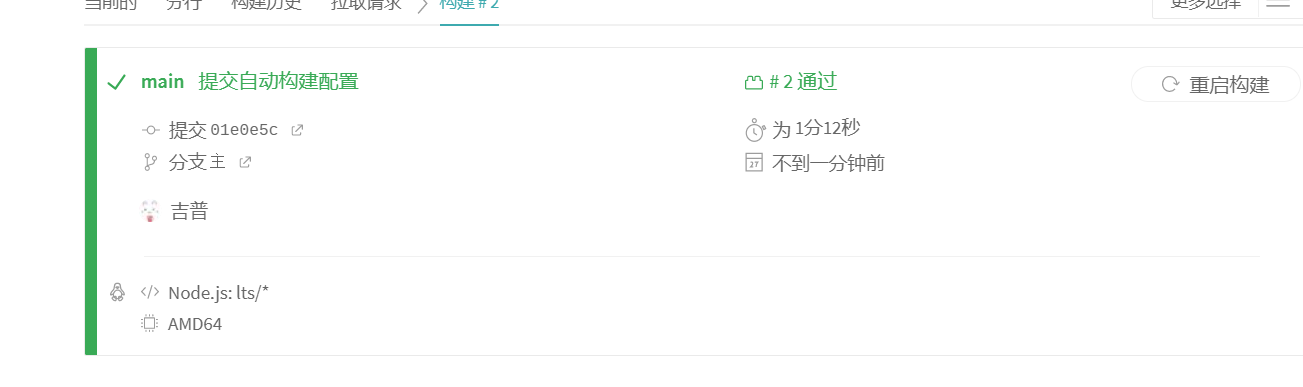 当前的 分行 构建历史 拉取请求 构建 # 2 更多选择
main 提交自动构建配置 # 2 通过 重启构建
提交 01e0e5c 为 1分12秒
分支 主 27 不到一分钟前
吉普
Node.js: lts/*
AMD64